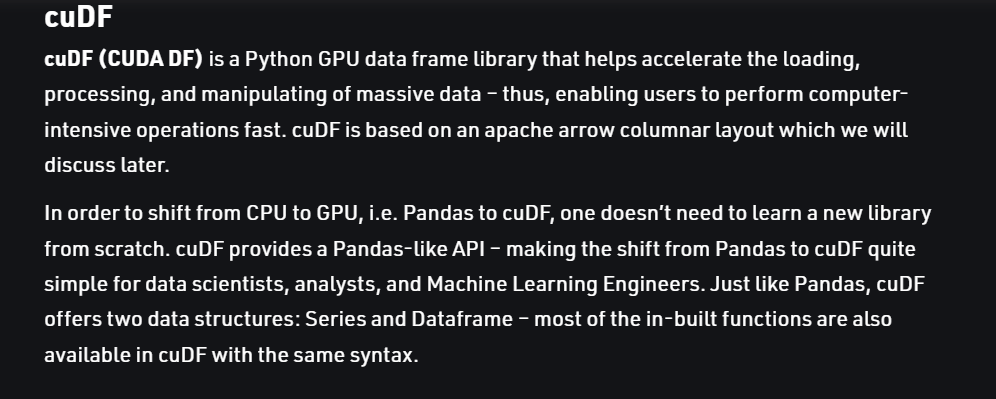 cuDF
cuDF (CUDA DF) is a Python GPU data frame library that helps accelerate the loading,
processing, and manipulating of massive data – thus, enabling users to perform computer-
intensive operations fast. cuDF is based on an apache arrow columnar layout which we will
discuss later.
In order to shift from CPU to GPU, i.e. Pandas to cuDF, one doesn’t need to learn a new library
from scratch. cuDF provides a Pandas-like API – making the shift from Pandas to cuDF quite
simple for data scientists, analysts, and Machine Learning Engineers. Just like Pandas, cuDF
offers two data structures: Series and Dataframe – most of the in-built functions are also
available in cuDF with the same syntax.